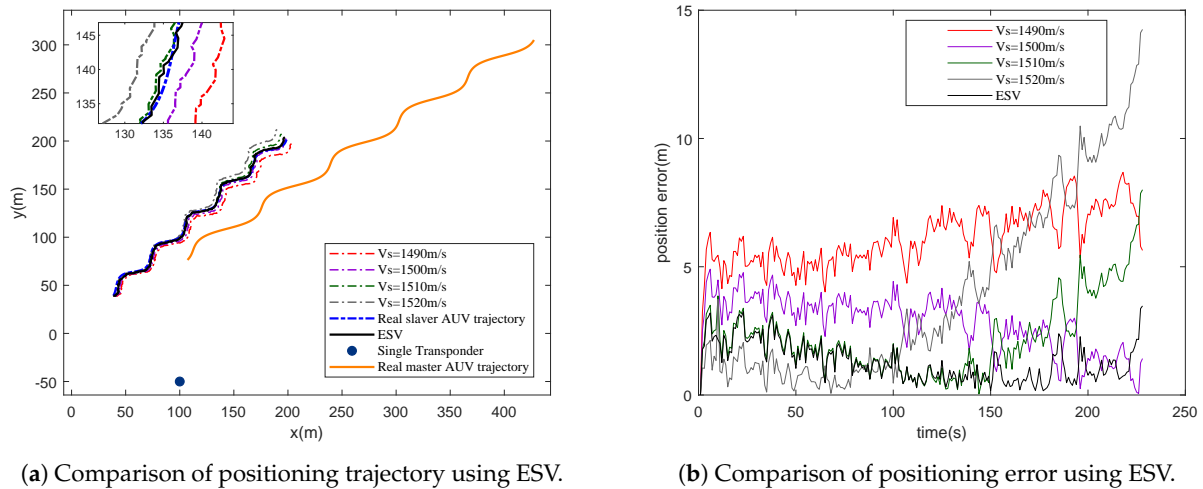 300
250
200
150
100
50
0
-50
y(m)
145
140
135
130
135
140
Vs=1490m/s
Vs=1500m/s
Vs=1510m/s
Vs=1520m/s
Real slaver AUV trajectory
ESV
Single Transponder
Real master AUV trajectory
0
50
100
150
200
250
300
350
400
x(m)
(a) Comparison of positioning trajectory using ESV.
15
10
5
0
position error(m)
Vs=1490m/s
Vs=1500m/s
Vs=1510m/s
Vs=1520m/s
ESV
0
50
100
150
200
250
time(s)
(b) Comparison of positioning error using ESV.